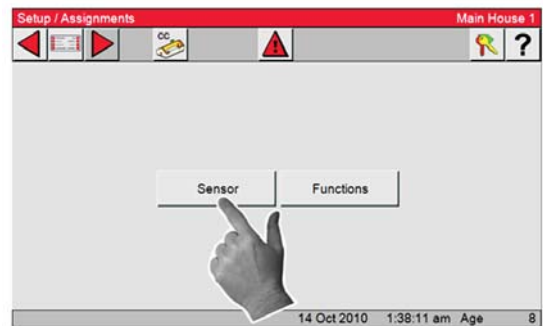 Setup / Assignments Main House 1
CC ?
Sensor Functions
14 Oct 2010 1:38:11 am Age 8